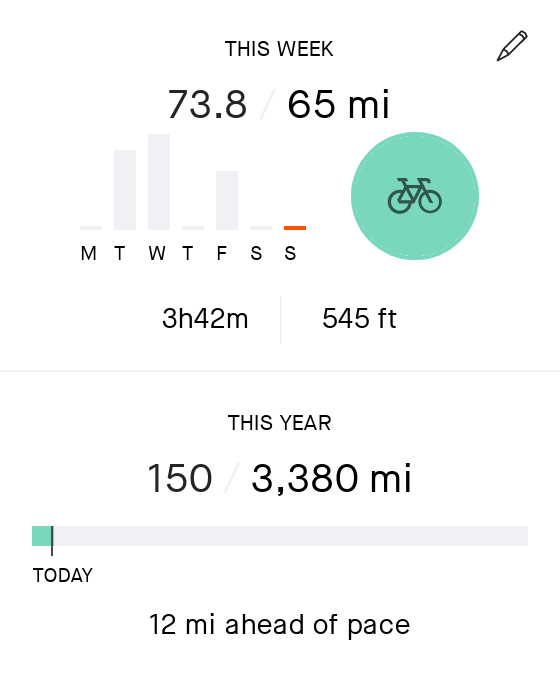 THIS WEEK
73.8 / 65 mi
M T W T F S S
3h42m 545 ft
THIS YEAR
150 / 3,380 mi
TODAY
12 mi ahead of pace